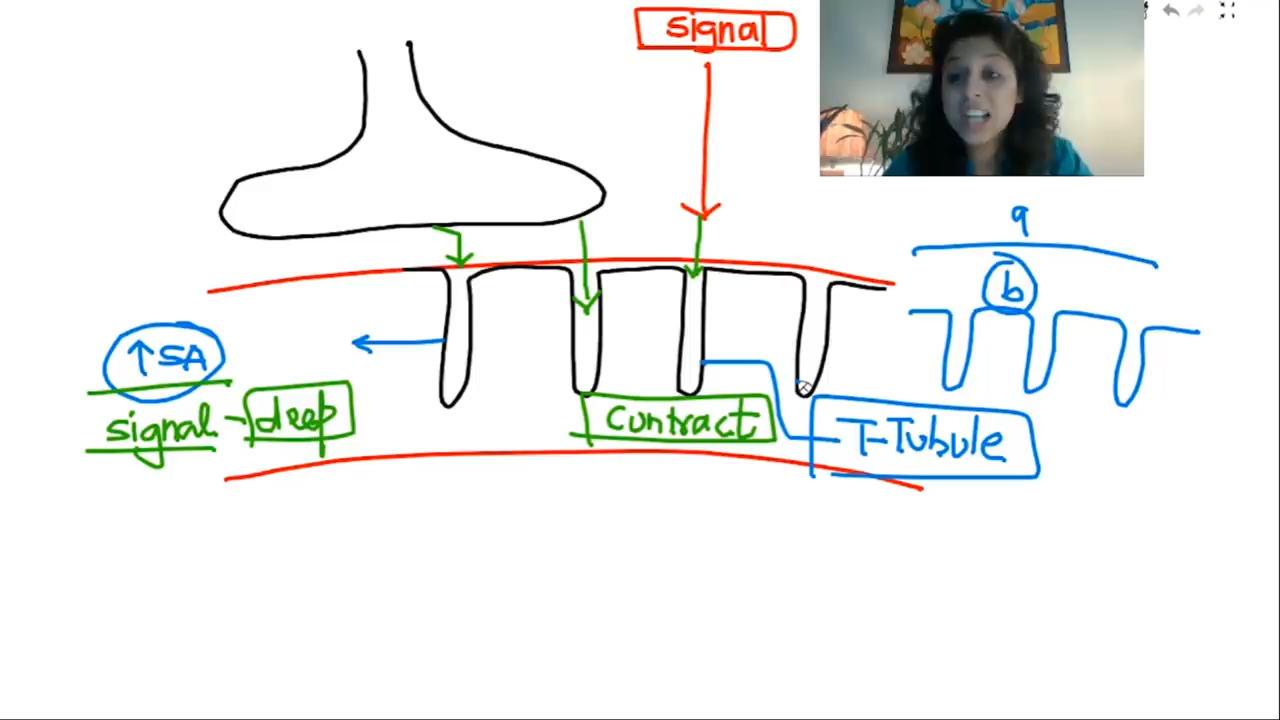 signal
a
b
↑SA
signal - deep
contract
T-Tubule